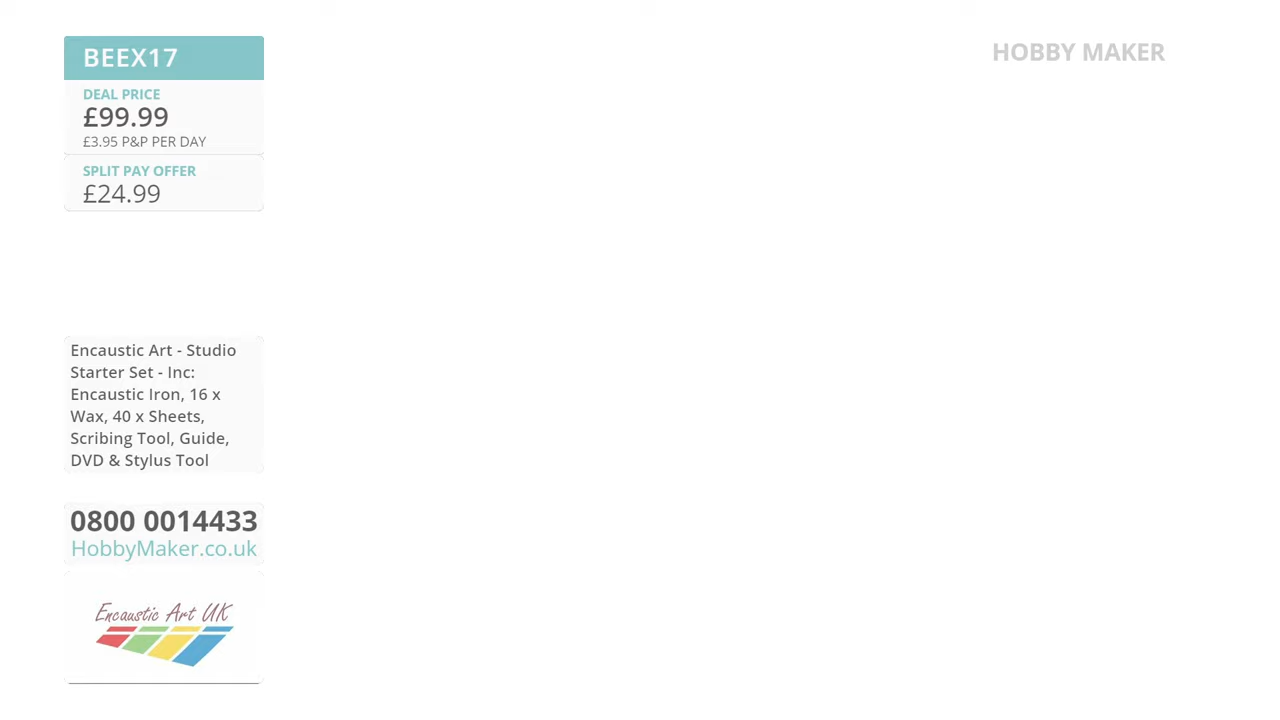 BEEX17
DEAL PRICE
£99.99
£3.95 P&P PER DAY
SPLIT PAY OFFER
£24.99
HOBBY MAKER
Encaustic Art - Studio
Starter Set - Inc:
Encaustic Iron, 16 x
Wax, 40 x Sheets,
Scribing Tool, Guide,
DVD & Stylus Tool
0800 0014433
HobbyMaker.co.uk
Encaustic Art UK